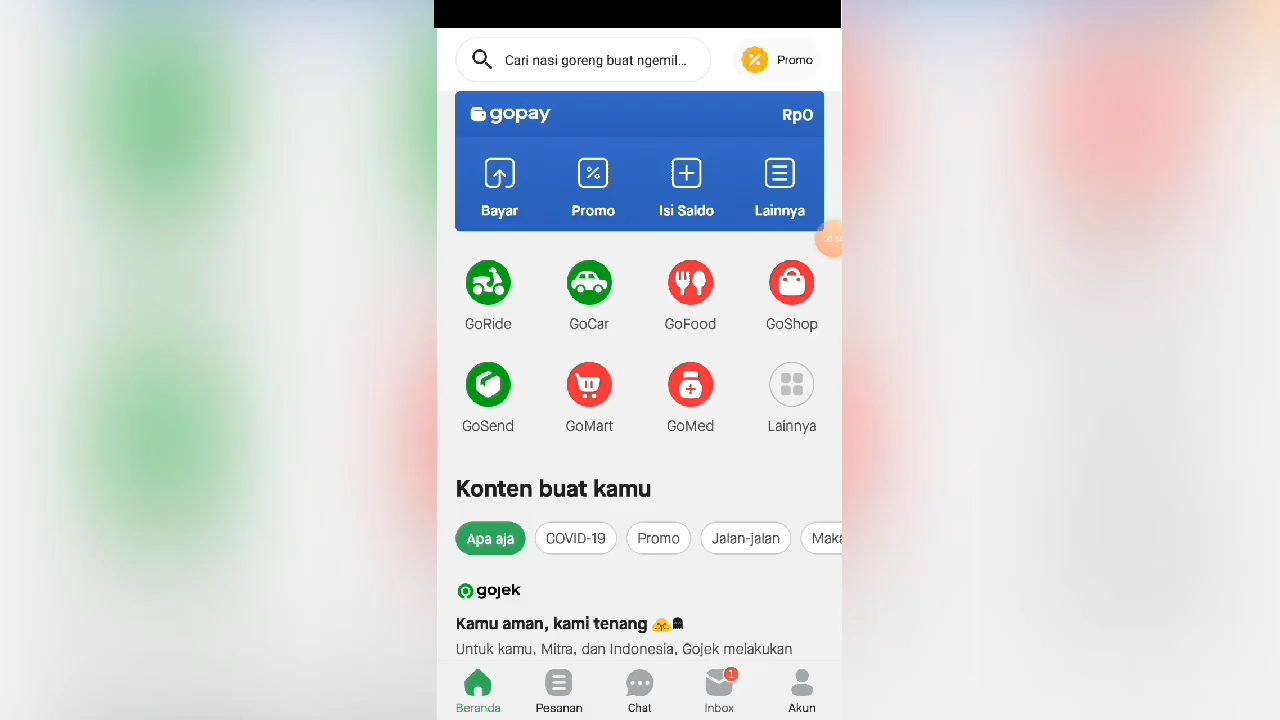 Cari nasi goreng buat ngemil...
Promo
gopay
Rp0
Bayar
Promo
Isi Saldo
Lainnya
GoRide
GoCar
GoFood
GoShop
GoSend
GoMart
GoMed
Lainnya
Konten buat kamu
Apa aja
COVID-19
Promo
Jalan-jalan
gojek
Kamu aman, kami tenang
Untuk kamu, Mitra, dan Indonesia, Gojek melakukan
1
Beranda
Pesanan
Chat
Inbox
Akun